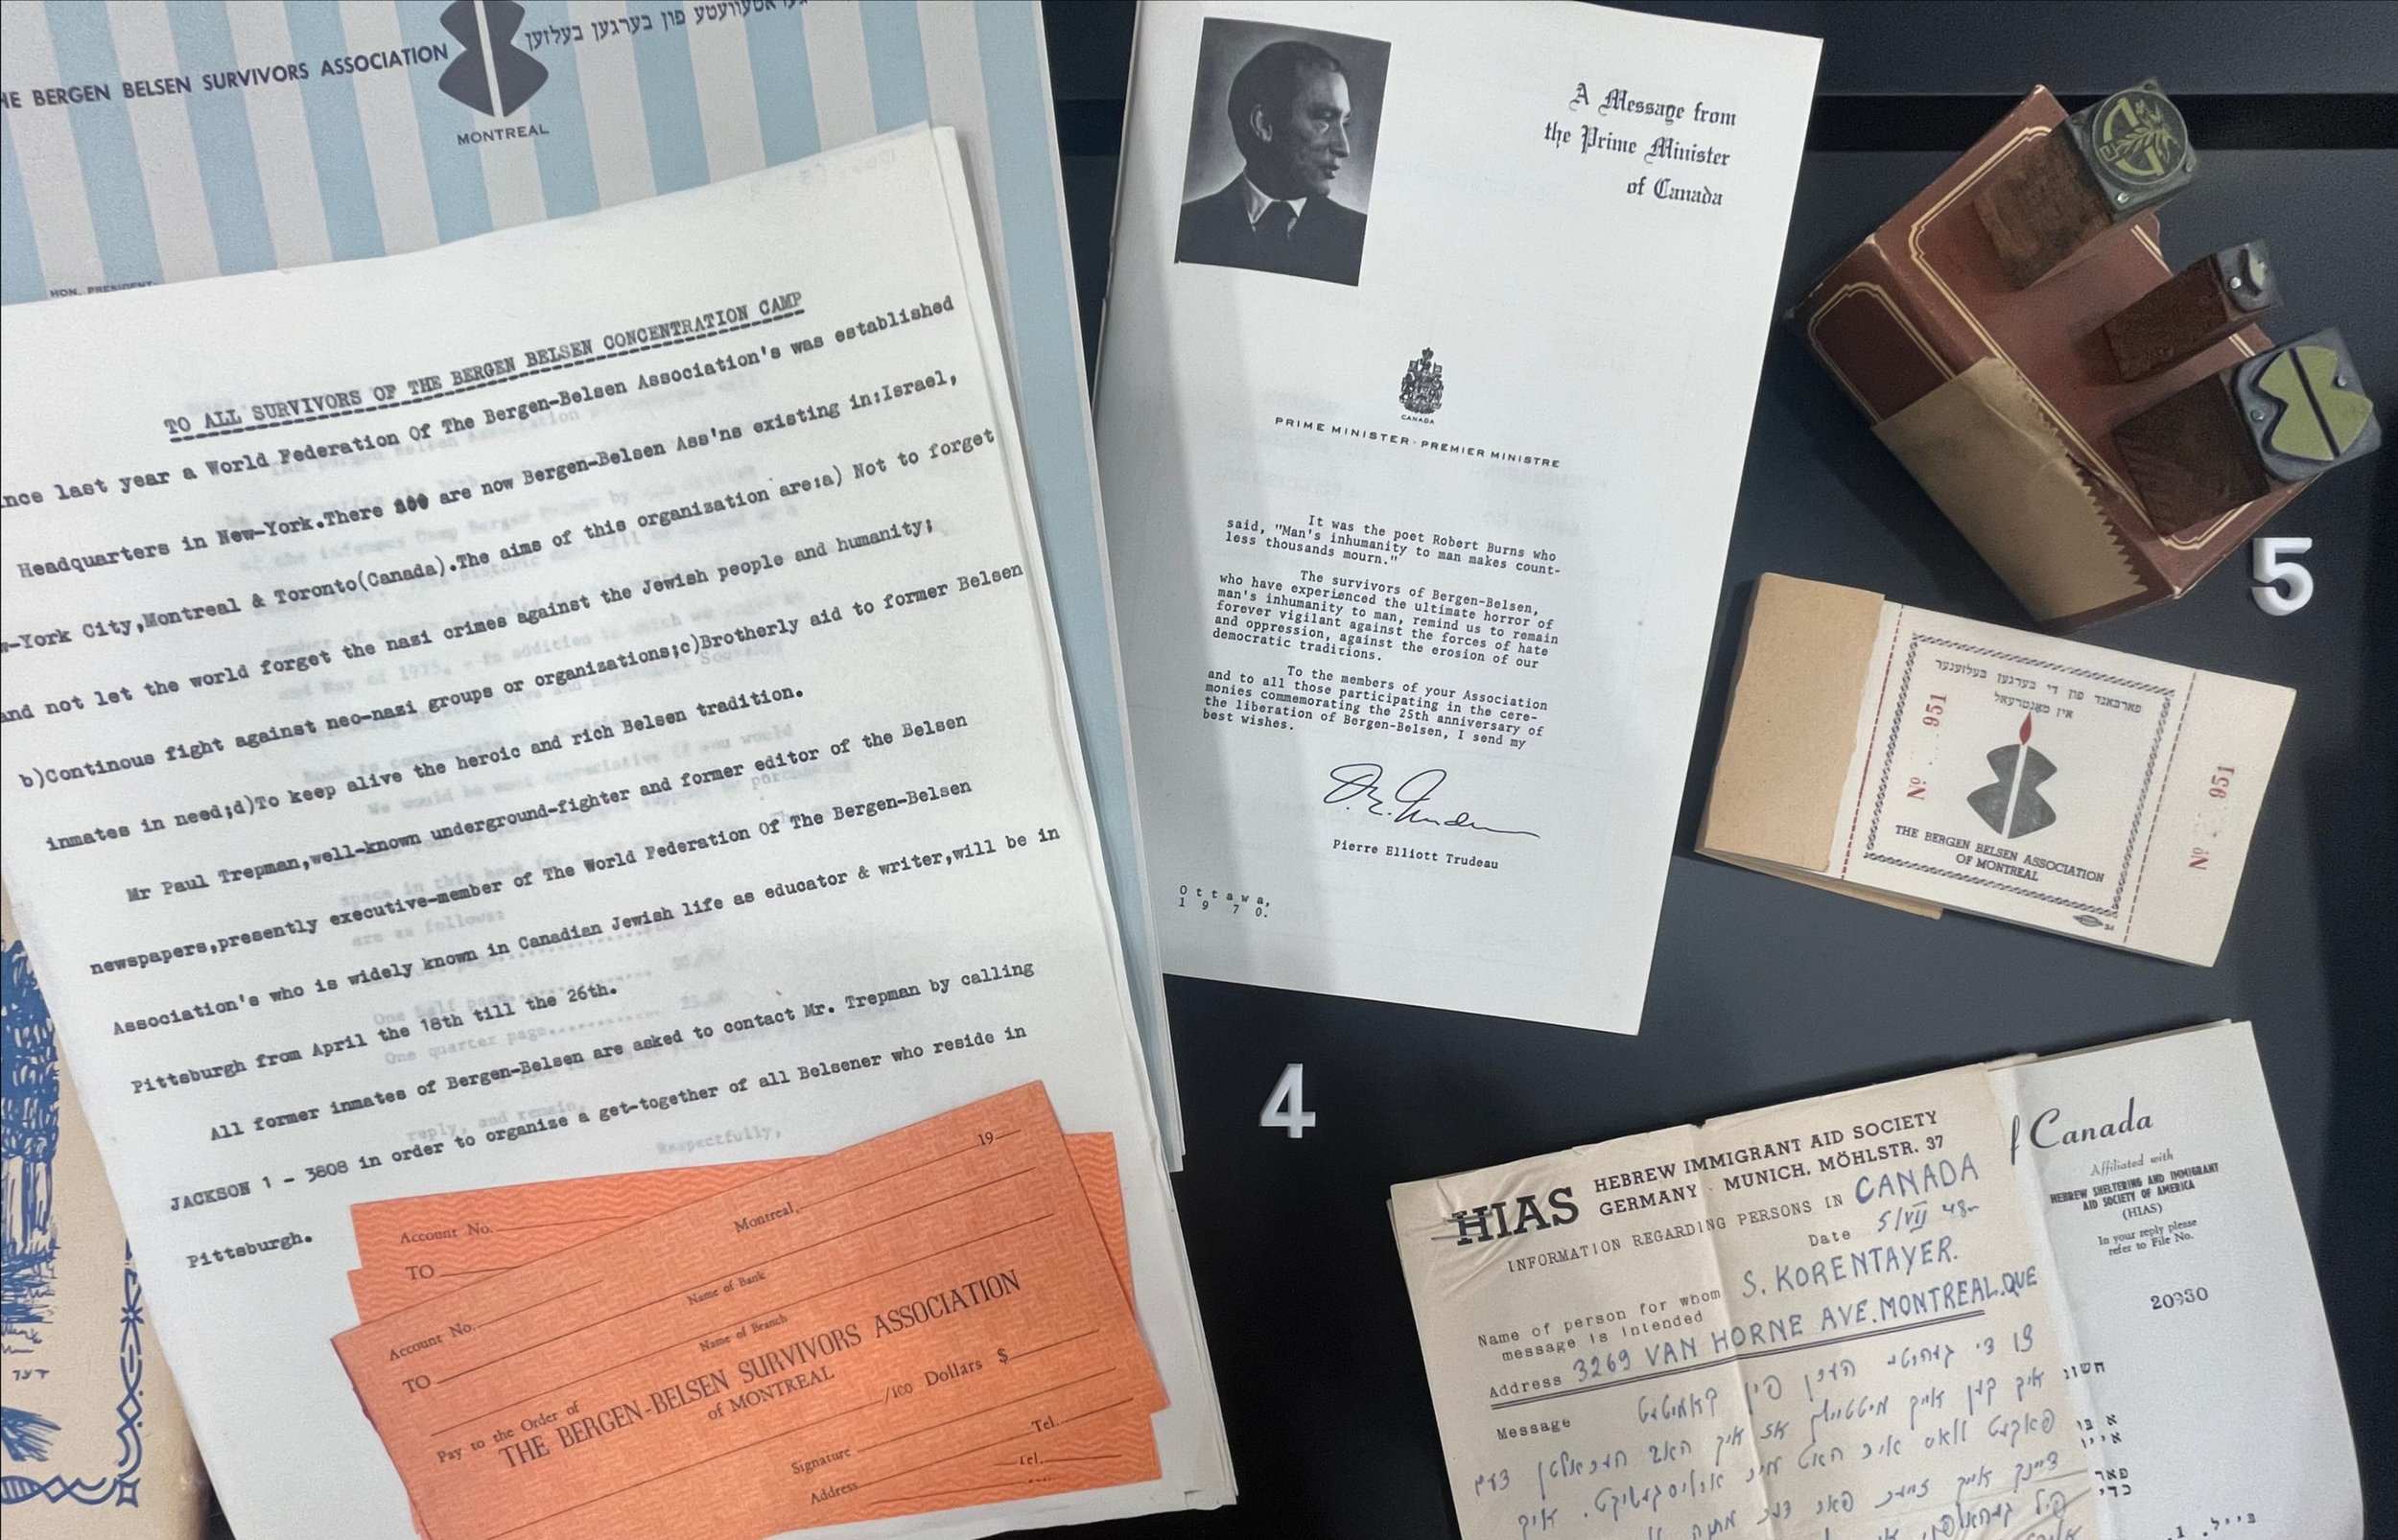 THE BERGEN BELSEN SURVIVORS ASSOCIATION
פון בערגען בעלזען
MONTREAL
HON. PRESIDENT:
TO ALL SURVIVORS OF THE BERGEN BELSEN CONCENTRATION CAMP
last year a World Federation Of The Bergen-Belsen Association's was established
Headquarters in New-York.There are now Bergen-Belsen Ass'ns existing in:Israel,
York City,Montreal & Toronto(Canada).The aims of this organization are:a) Not to forget
and not let the world forget the nazi crimes against the Jewish people and humanity;
b)Continous fight against neo-nazi groups or organizations;c)Brotherly aid to former Belsen
inmates in need;d)To keep alive the heroic and rich Belsen tradition.
Mr Paul Trepman,well-known underground-fighter and former editor of the Belsen
newspapers,presently executive-member of The World Federation Of The Bergen-Belsen
Association's who is widely known in Canadian Jewish life as educator & writer,will be in
Pittsburgh from April the 18th till the 26th.
All former inmates of Bergen-Belsen are asked to contact Mr. Trepman by calling
JACKSON 1 - 3808 in order to organize a get-together of all Belsener who reside in
Pittsburgh.
Respectfully,
Account No.
TO
19
Montreal,
Account No.
Name of Bank
TO
Name of Branch
Pay to the Order of
THE BERGEN-BELSEN SURVIVORS ASSOCIATION
of MONTREAL
/100 Dollars $
Signature
Tel.
Address
Tel.
A Message from
the Prime Minister
of Canada
CANADA
PRIME MINISTER · PREMIER MINISTRE
It was the poet Robert Burns who
said, "Man's inhumanity to man makes count-
less thousands mourn."
The survivors of Bergen-Belsen,
who have experienced the ultimate horror of
man's inhumanity to man, remind us to remain
forever vigilant against the forces of hate
and oppression, against the erosion of our
democratic traditions.
To the members of your Association
and to all those participating in the cere-
monies commemorating the 25th anniversary of
the liberation of Bergen-Belsen, I send my
best wishes.
Pierre Elliott Trudeau
Ottawa,
1970.
4
5
פארבאנד פון די בערגען בעלזענער
אין מאנטרעאל
Nº 951
THE BERGEN BELSEN ASSOCIATION
OF MONTREAL
Nº 951
HIAS
HEBREW IMMIGRANT AID SOCIETY
GERMANY · MUNICH, MÖHLSTR. 37
INFORMATION REGARDING PERSONS IN CANADA
Date 5/VII 48
Name of person for whom
message is intended S. KORENTAYER.
Address 3269 VAN HORNE AVE.MONTREAL.QUE
Message
Canada
Affiliated with
HEBREW SHELTERING AND IMMIGRANT
AID SOCIETY OF AMERICA
(HIAS)
In your reply please
refer to File No.
20930